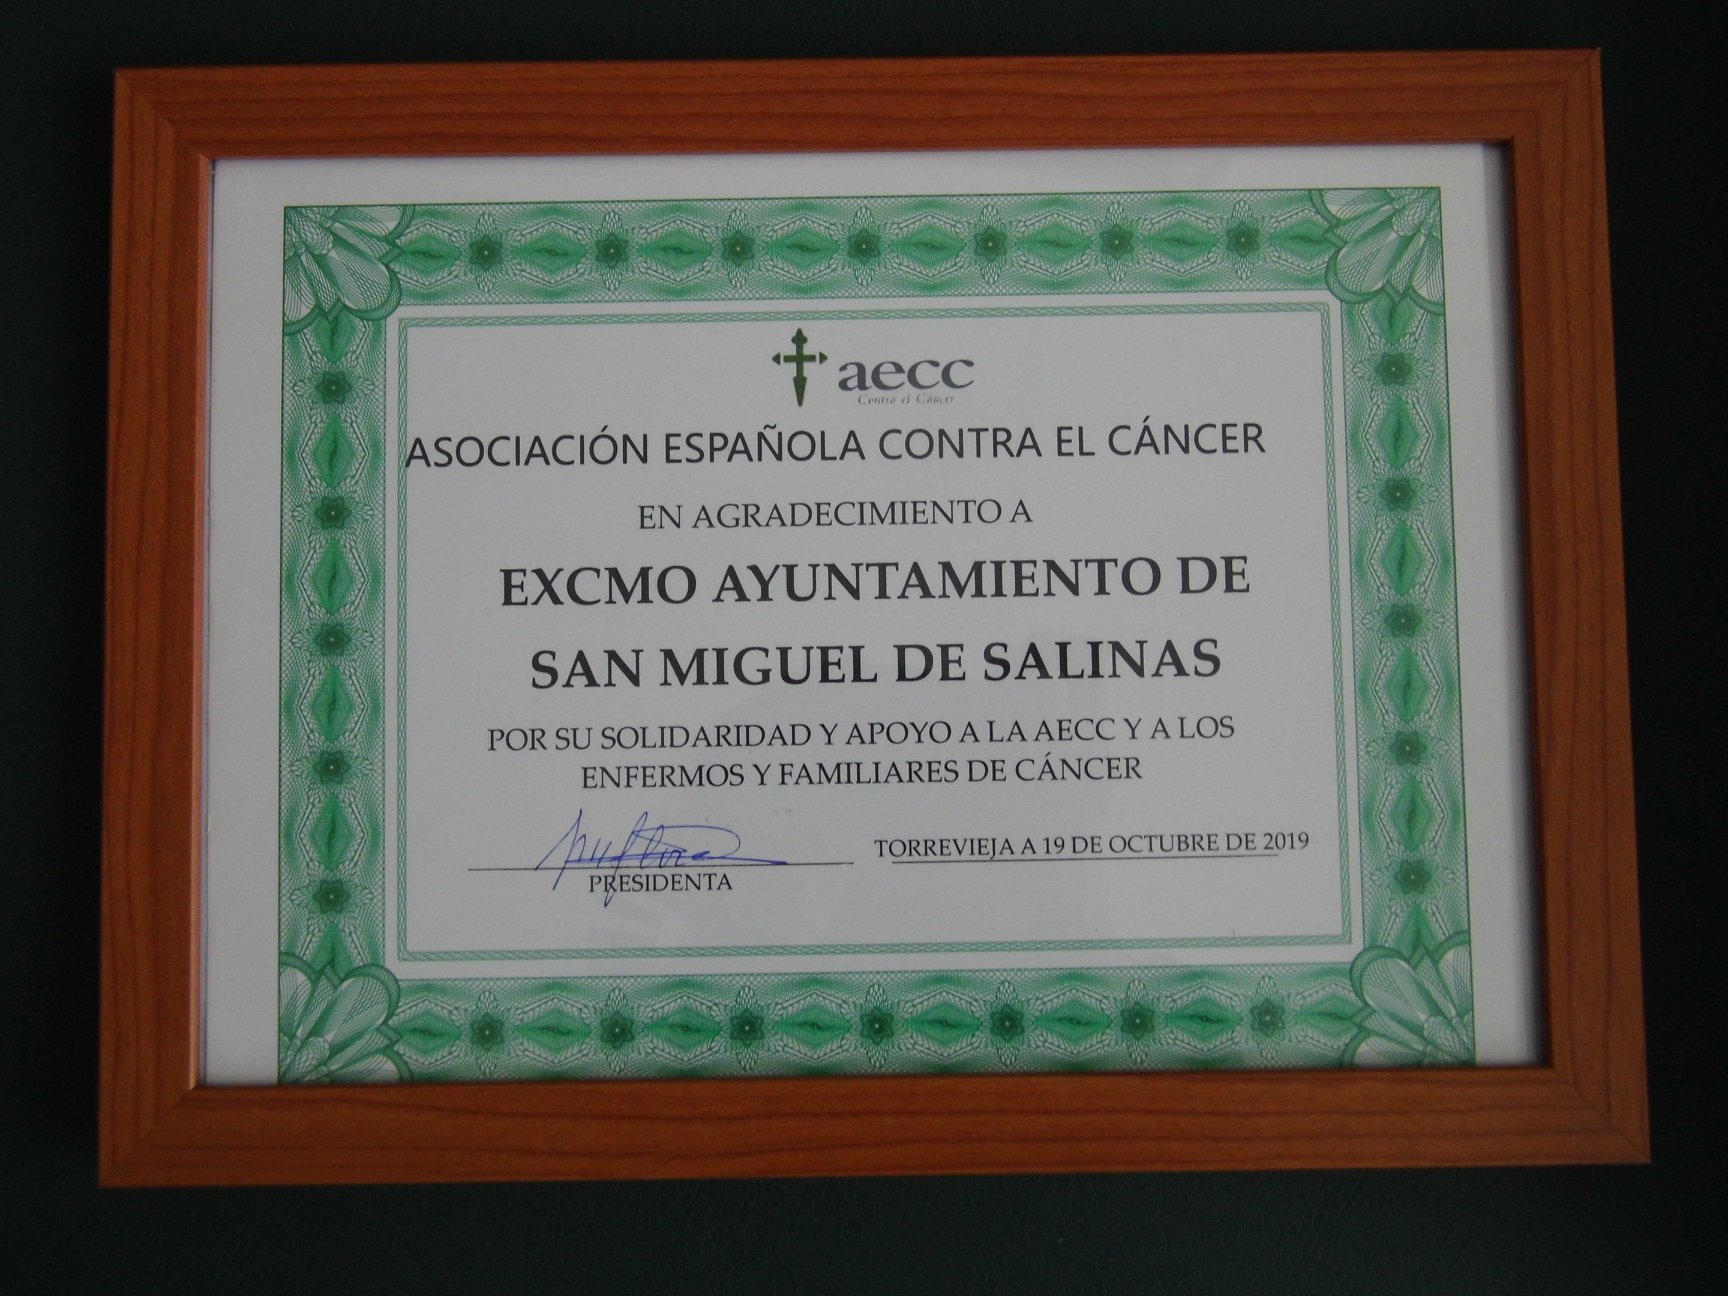 aecc
Contra el Cáncer
ASOCIACIÓN ESPAÑOLA CONTRA EL CÁNCER
EN AGRADECIMIENTO A
EXCMO AYUNTAMIENTO DE
SAN MIGUEL DE SALINAS
POR SU SOLIDARIDAD Y APOYO A LA AECC Y A LOS
ENFERMOS Y FAMILIARES DE CÁNCER
TORREVIEJA A 19 DE OCTUBRE DE 2019
PRESIDENTA